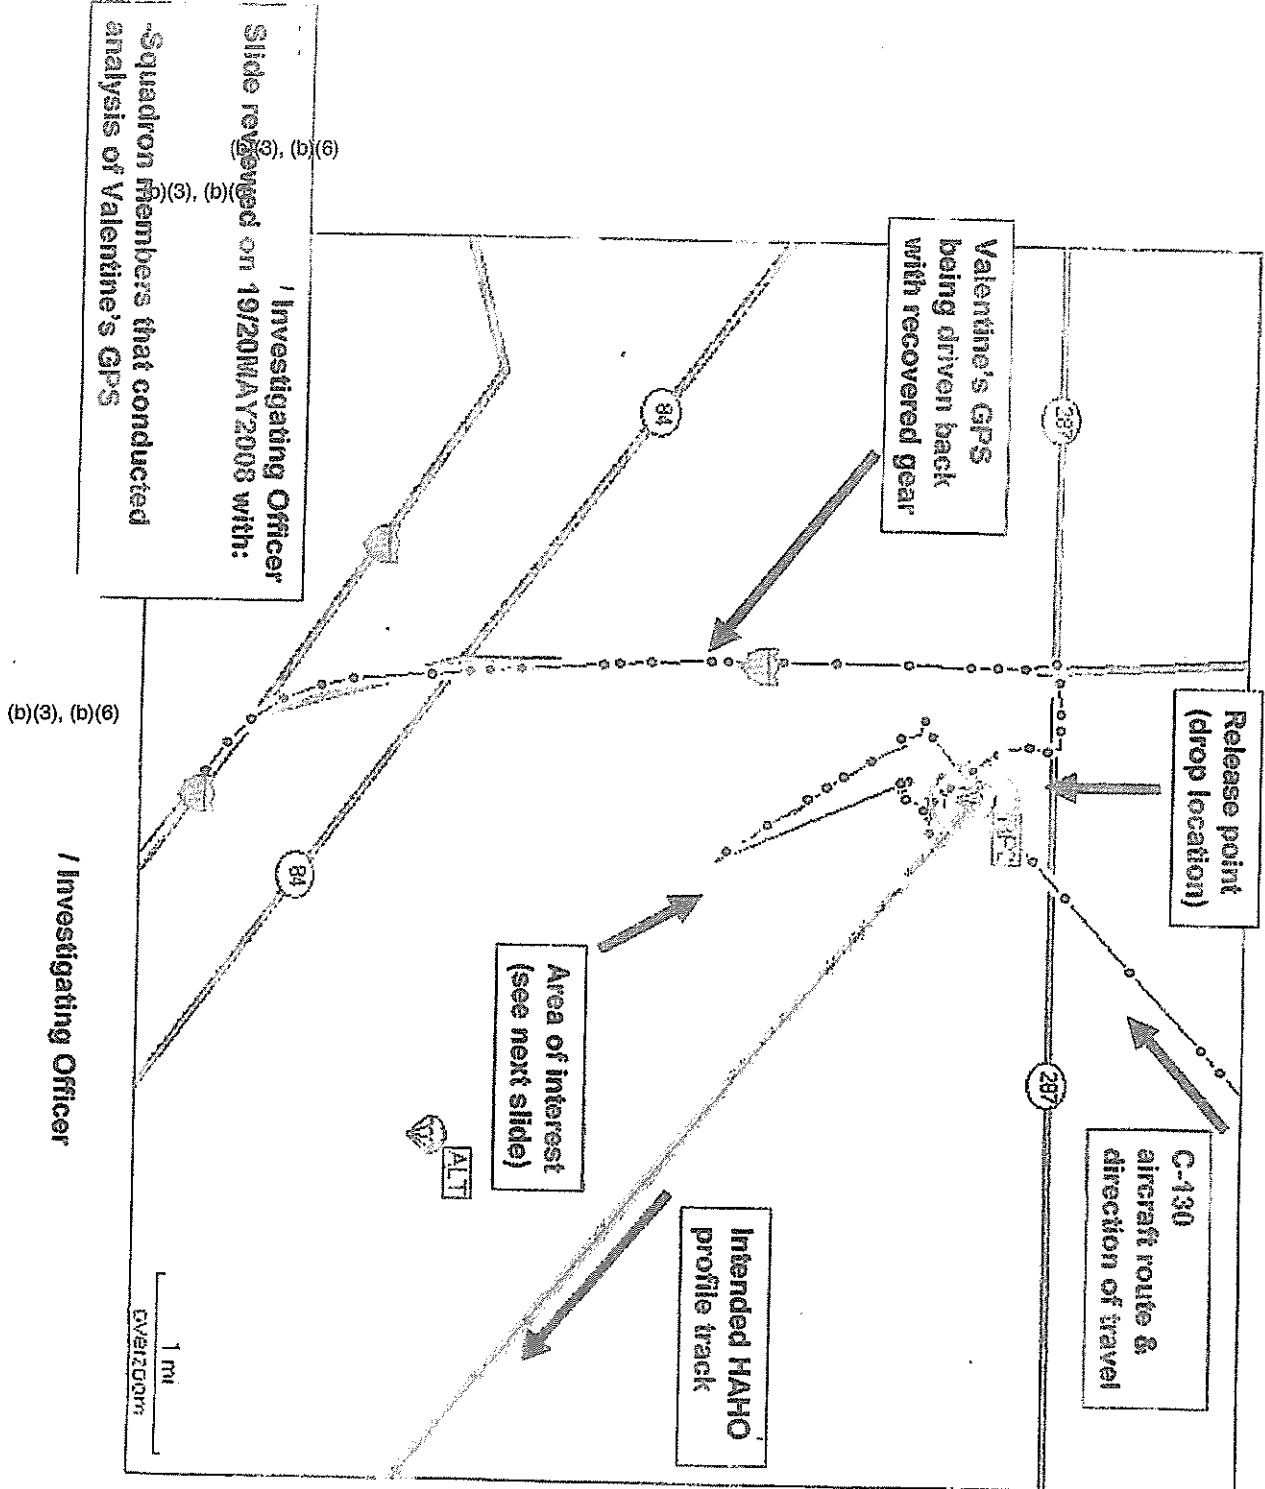 Release point
(drop location)
C-130
aircraft route &
direction of travel
287
287
Valentine's GPS
being driven back
with recovered gear
Intended HAHO
profile track
Area of interest
(see next slide)
84
84
ALT
1 mi
overzoom
(b)(3), (b)(6)
/ Investigating Officer
Slide reviewed on 19/20MAY2008 with:
(b)(3), (b)(6)
-Squadron members that conducted
analysis of Valentine's GPS
(b)(3), (b)(6)
/ Investigating Officer